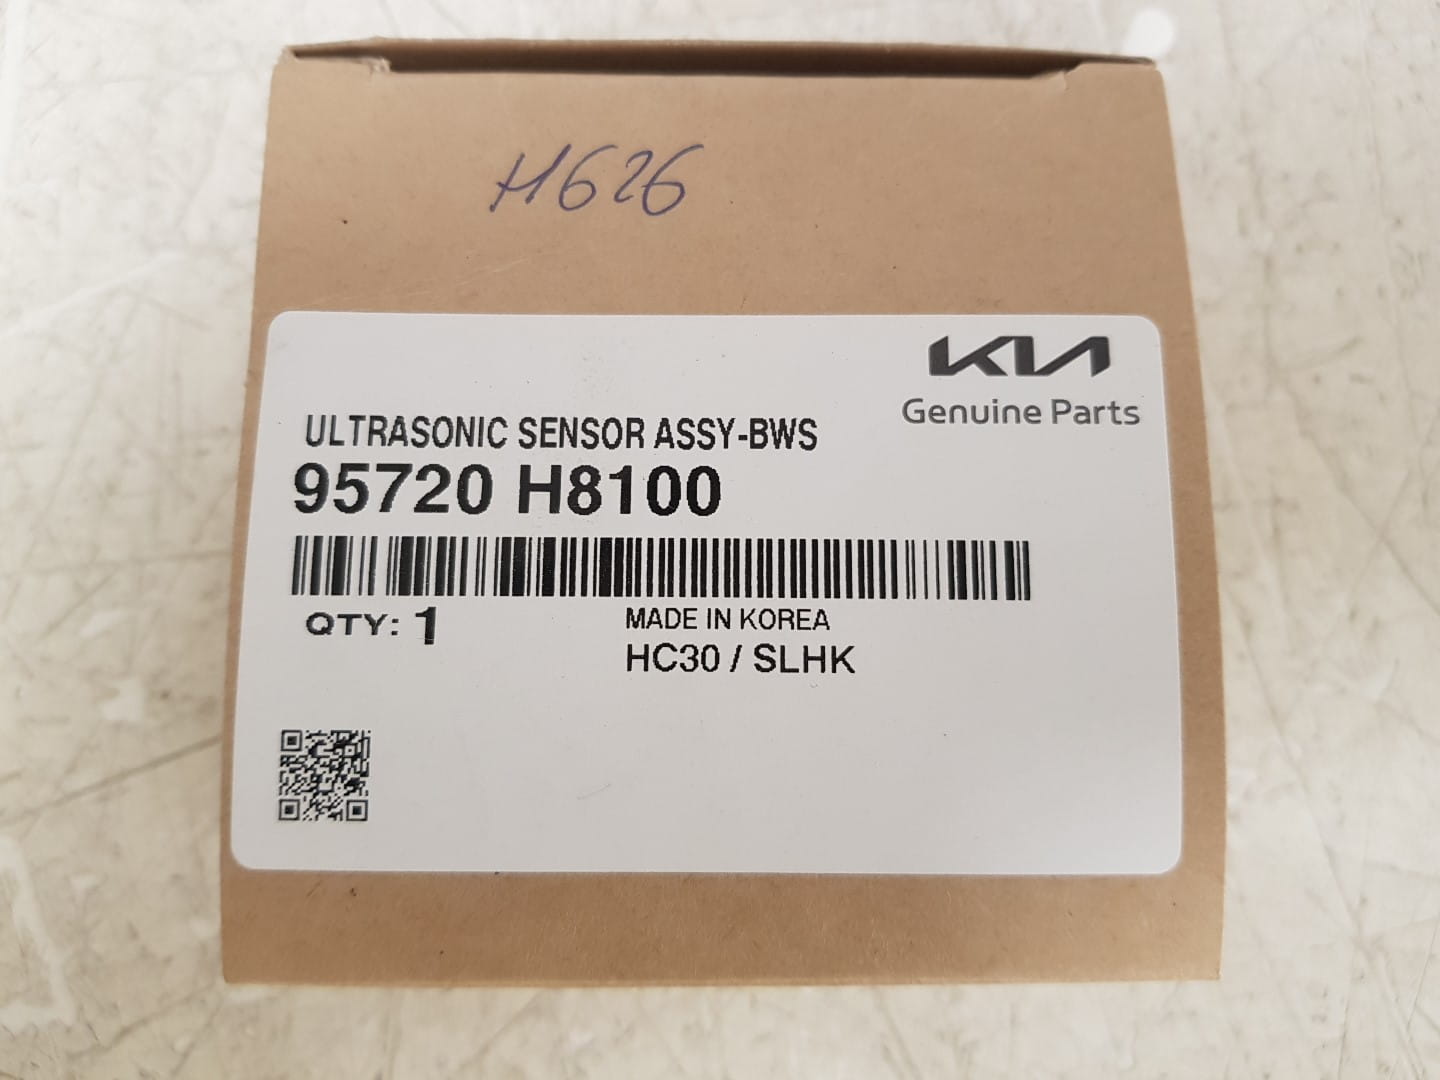 H626
KIA
Genuine Parts
ULTRASONIC SENSOR ASSY-BWS
95720 H8100
QTY: 1
MADE IN KOREA
HC30 / SLHK